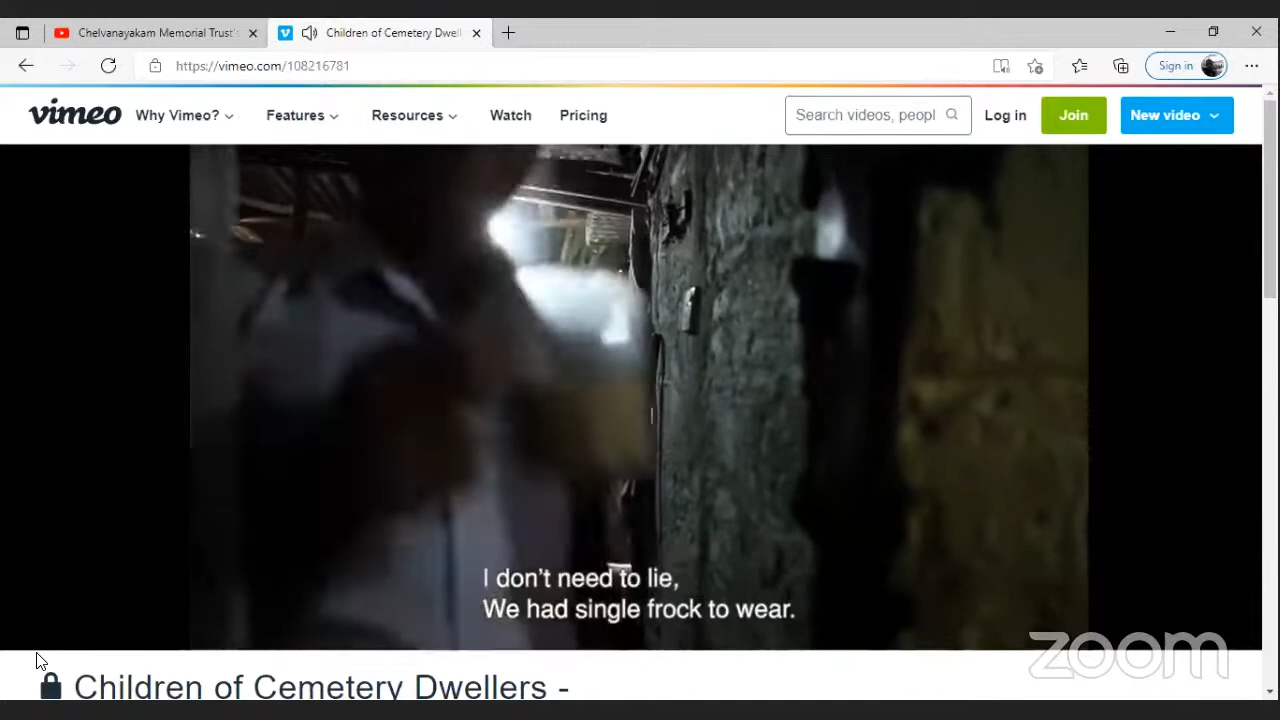 Chelvanayakam Memorial Trust's
Children of Cemetery Dwell
https://vimeo.com/108216781
Sign in
vimeo
Why Vimeo?
Features
Resources
Watch
Pricing
Search videos, peopl
Log in
Join
New video
I don't need to lie,
We had single frock to wear.
zoom
Children of Cemetery Dwellers -